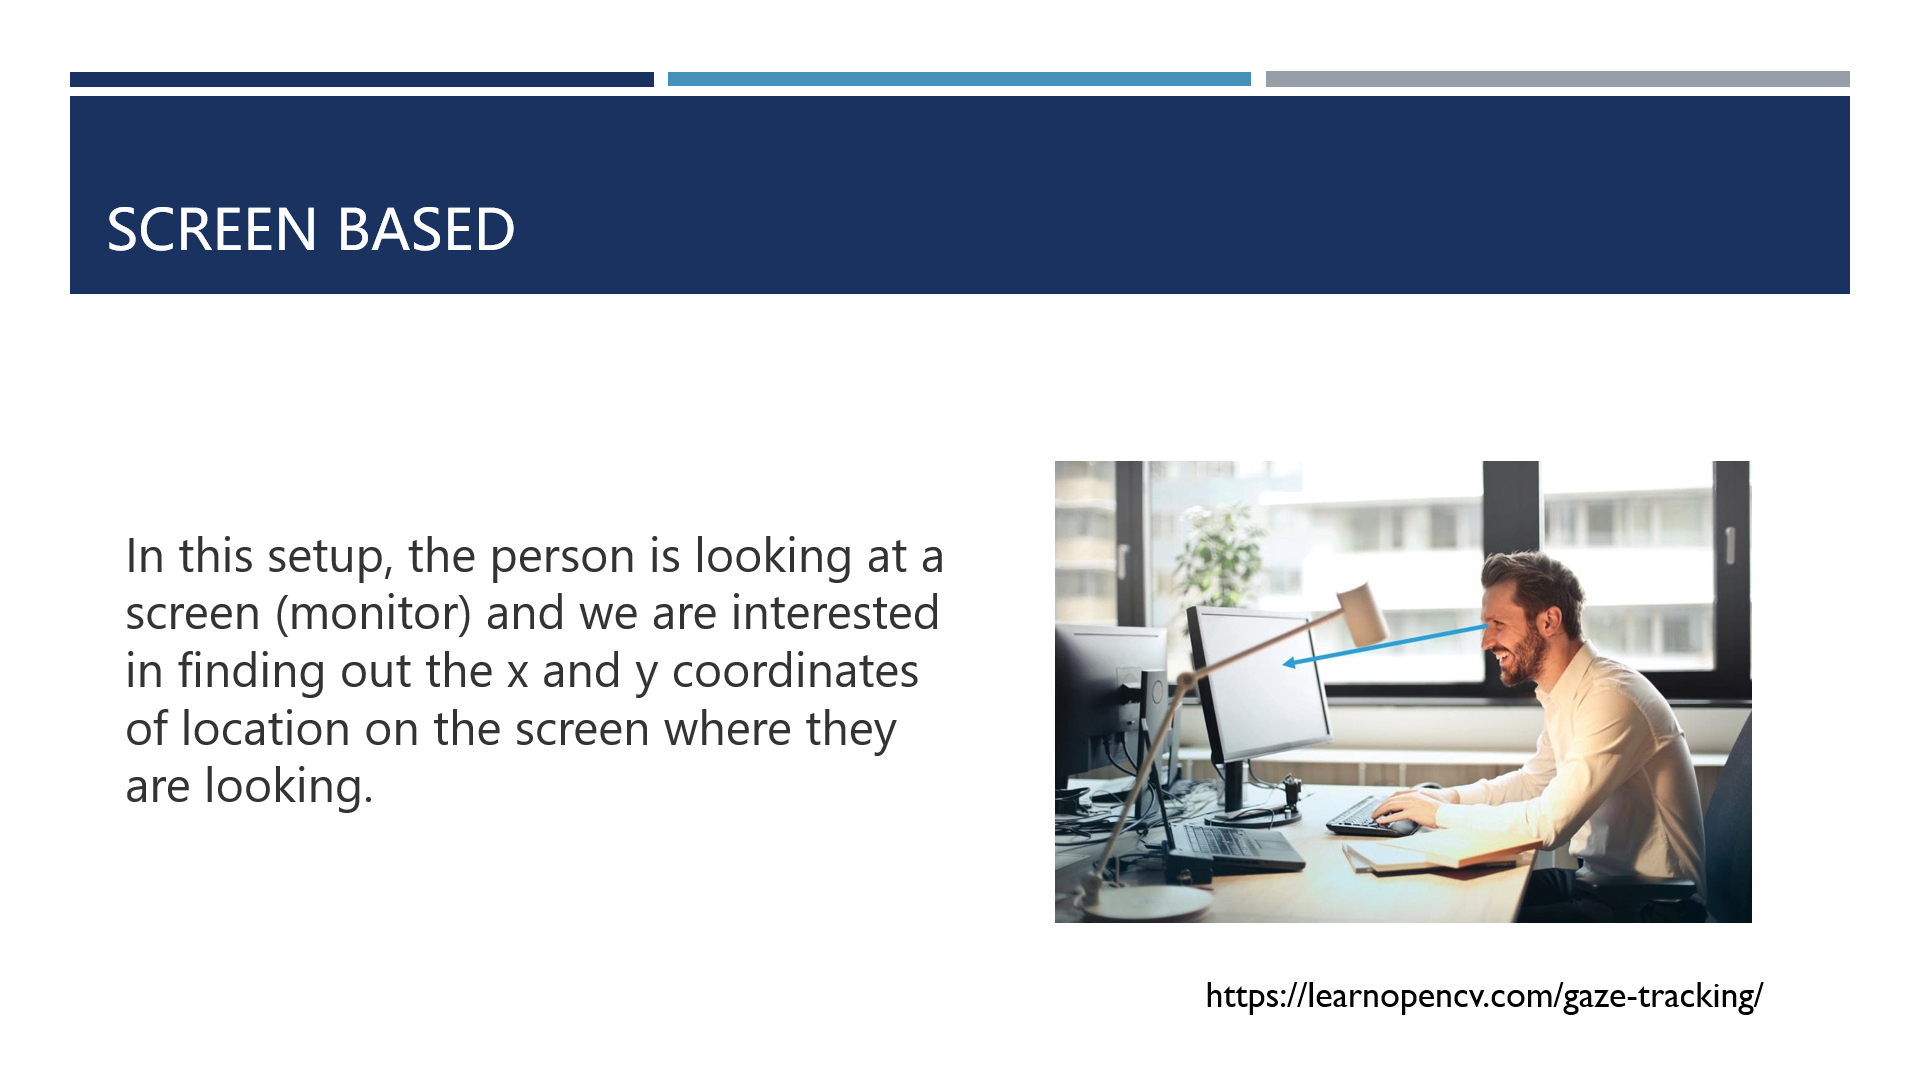 SCREEN BASED
In this setup, the person is looking at a
screen (monitor) and we are interested
in finding out the x and y coordinates
of location on the screen where they
are looking.
https://learnopencv.com/gaze-tracking/